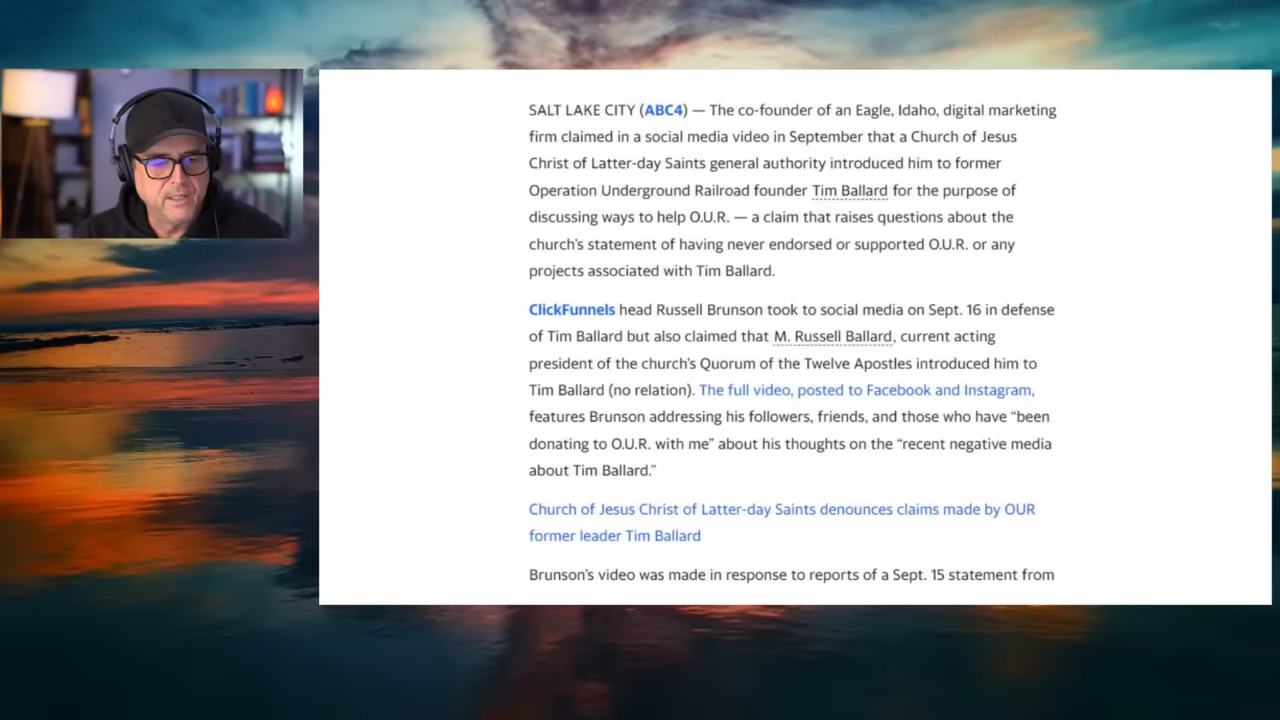 SALT LAKE CITY (ABC4) — The co-founder of an Eagle, Idaho, digital marketing
firm claimed in a social media video in September that a Church of Jesus
Christ of Latter-day Saints general authority introduced him to former
Operation Underground Railroad founder Tim Ballard for the purpose of
discussing ways to help O.U.R. — a claim that raises questions about the
church’s statement of having never endorsed or supported O.U.R. or any
projects associated with Tim Ballard.
ClickFunnels head Russell Brunson took to social media on Sept. 16 in defense
of Tim Ballard but also claimed that M. Russell Ballard, current acting
president of the church’s Quorum of the Twelve Apostles introduced him to
Tim Ballard (no relation). The full video, posted to Facebook and Instagram,
features Brunson addressing his followers, friends, and those who have “been
donating to O.U.R. with me” about his thoughts on the “recent negative media
about Tim Ballard.”
Church of Jesus Christ of Latter-day Saints denounces claims made by OUR
former leader Tim Ballard
Brunson’s video was made in response to reports of a Sept. 15 statement from